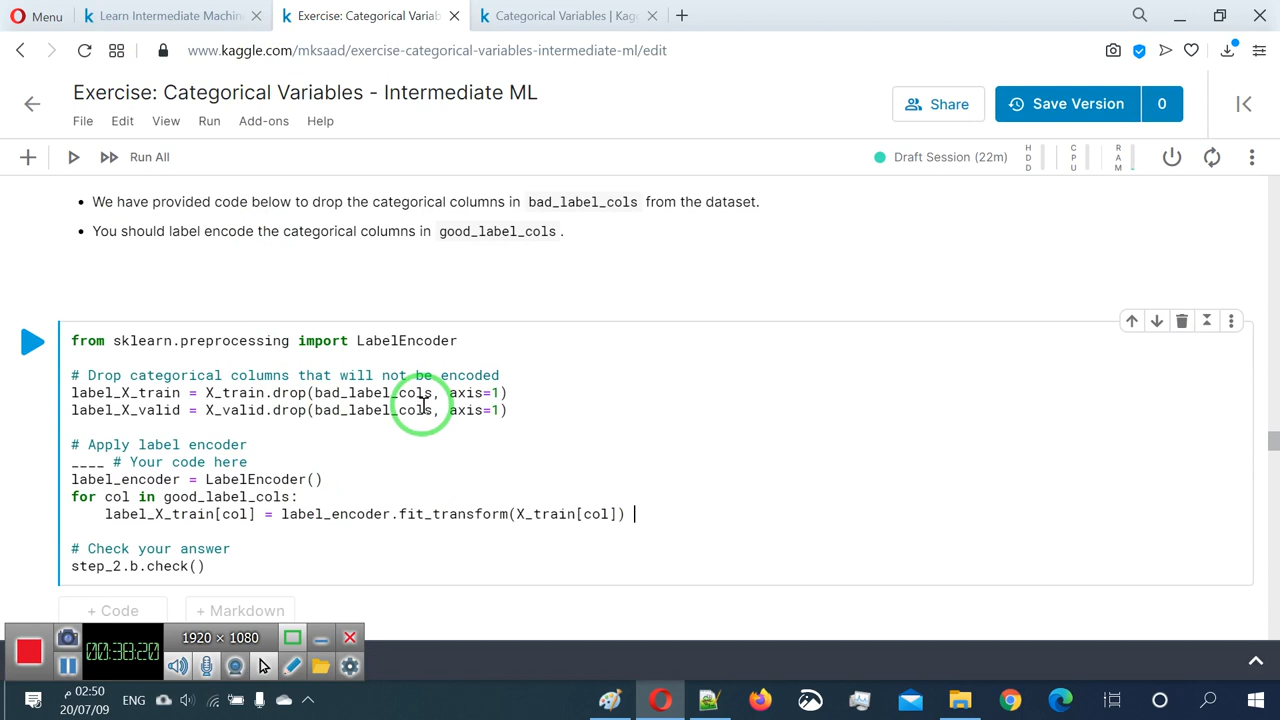 Menu
Learn Intermediate Machin
Exercise: Categorical Variab
Categorical Variables | Kagg
www.kaggle.com/mksaad/exercise-categorical-variables-intermediate-ml/edit
Exercise: Categorical Variables - Intermediate ML
File Edit View Run Add-ons Help
Share
Save Version 0
Run All
Draft Session (22m)
HDD
CPU
RAM
We have provided code below to drop the categorical columns in bad_label_cols from the dataset.
You should label encode the categorical columns in good_label_cols .
from sklearn.preprocessing import LabelEncoder
# Drop categorical columns that will not be encoded
label_X_train = X_train.drop(bad_label_cols, axis=1)
label_X_valid = X_valid.drop(bad_label_cols, axis=1)
# Apply label encoder
____ # Your code here
label_encoder = LabelEncoder()
for col in good_label_cols:
label_X_train[col] = label_encoder.fit_transform(X_train[col])
# Check your answer
step_2.b.check()
+ Code
+ Markdown
1920 × 1080
00:38:20
ENG
02:50 م
20/07/09